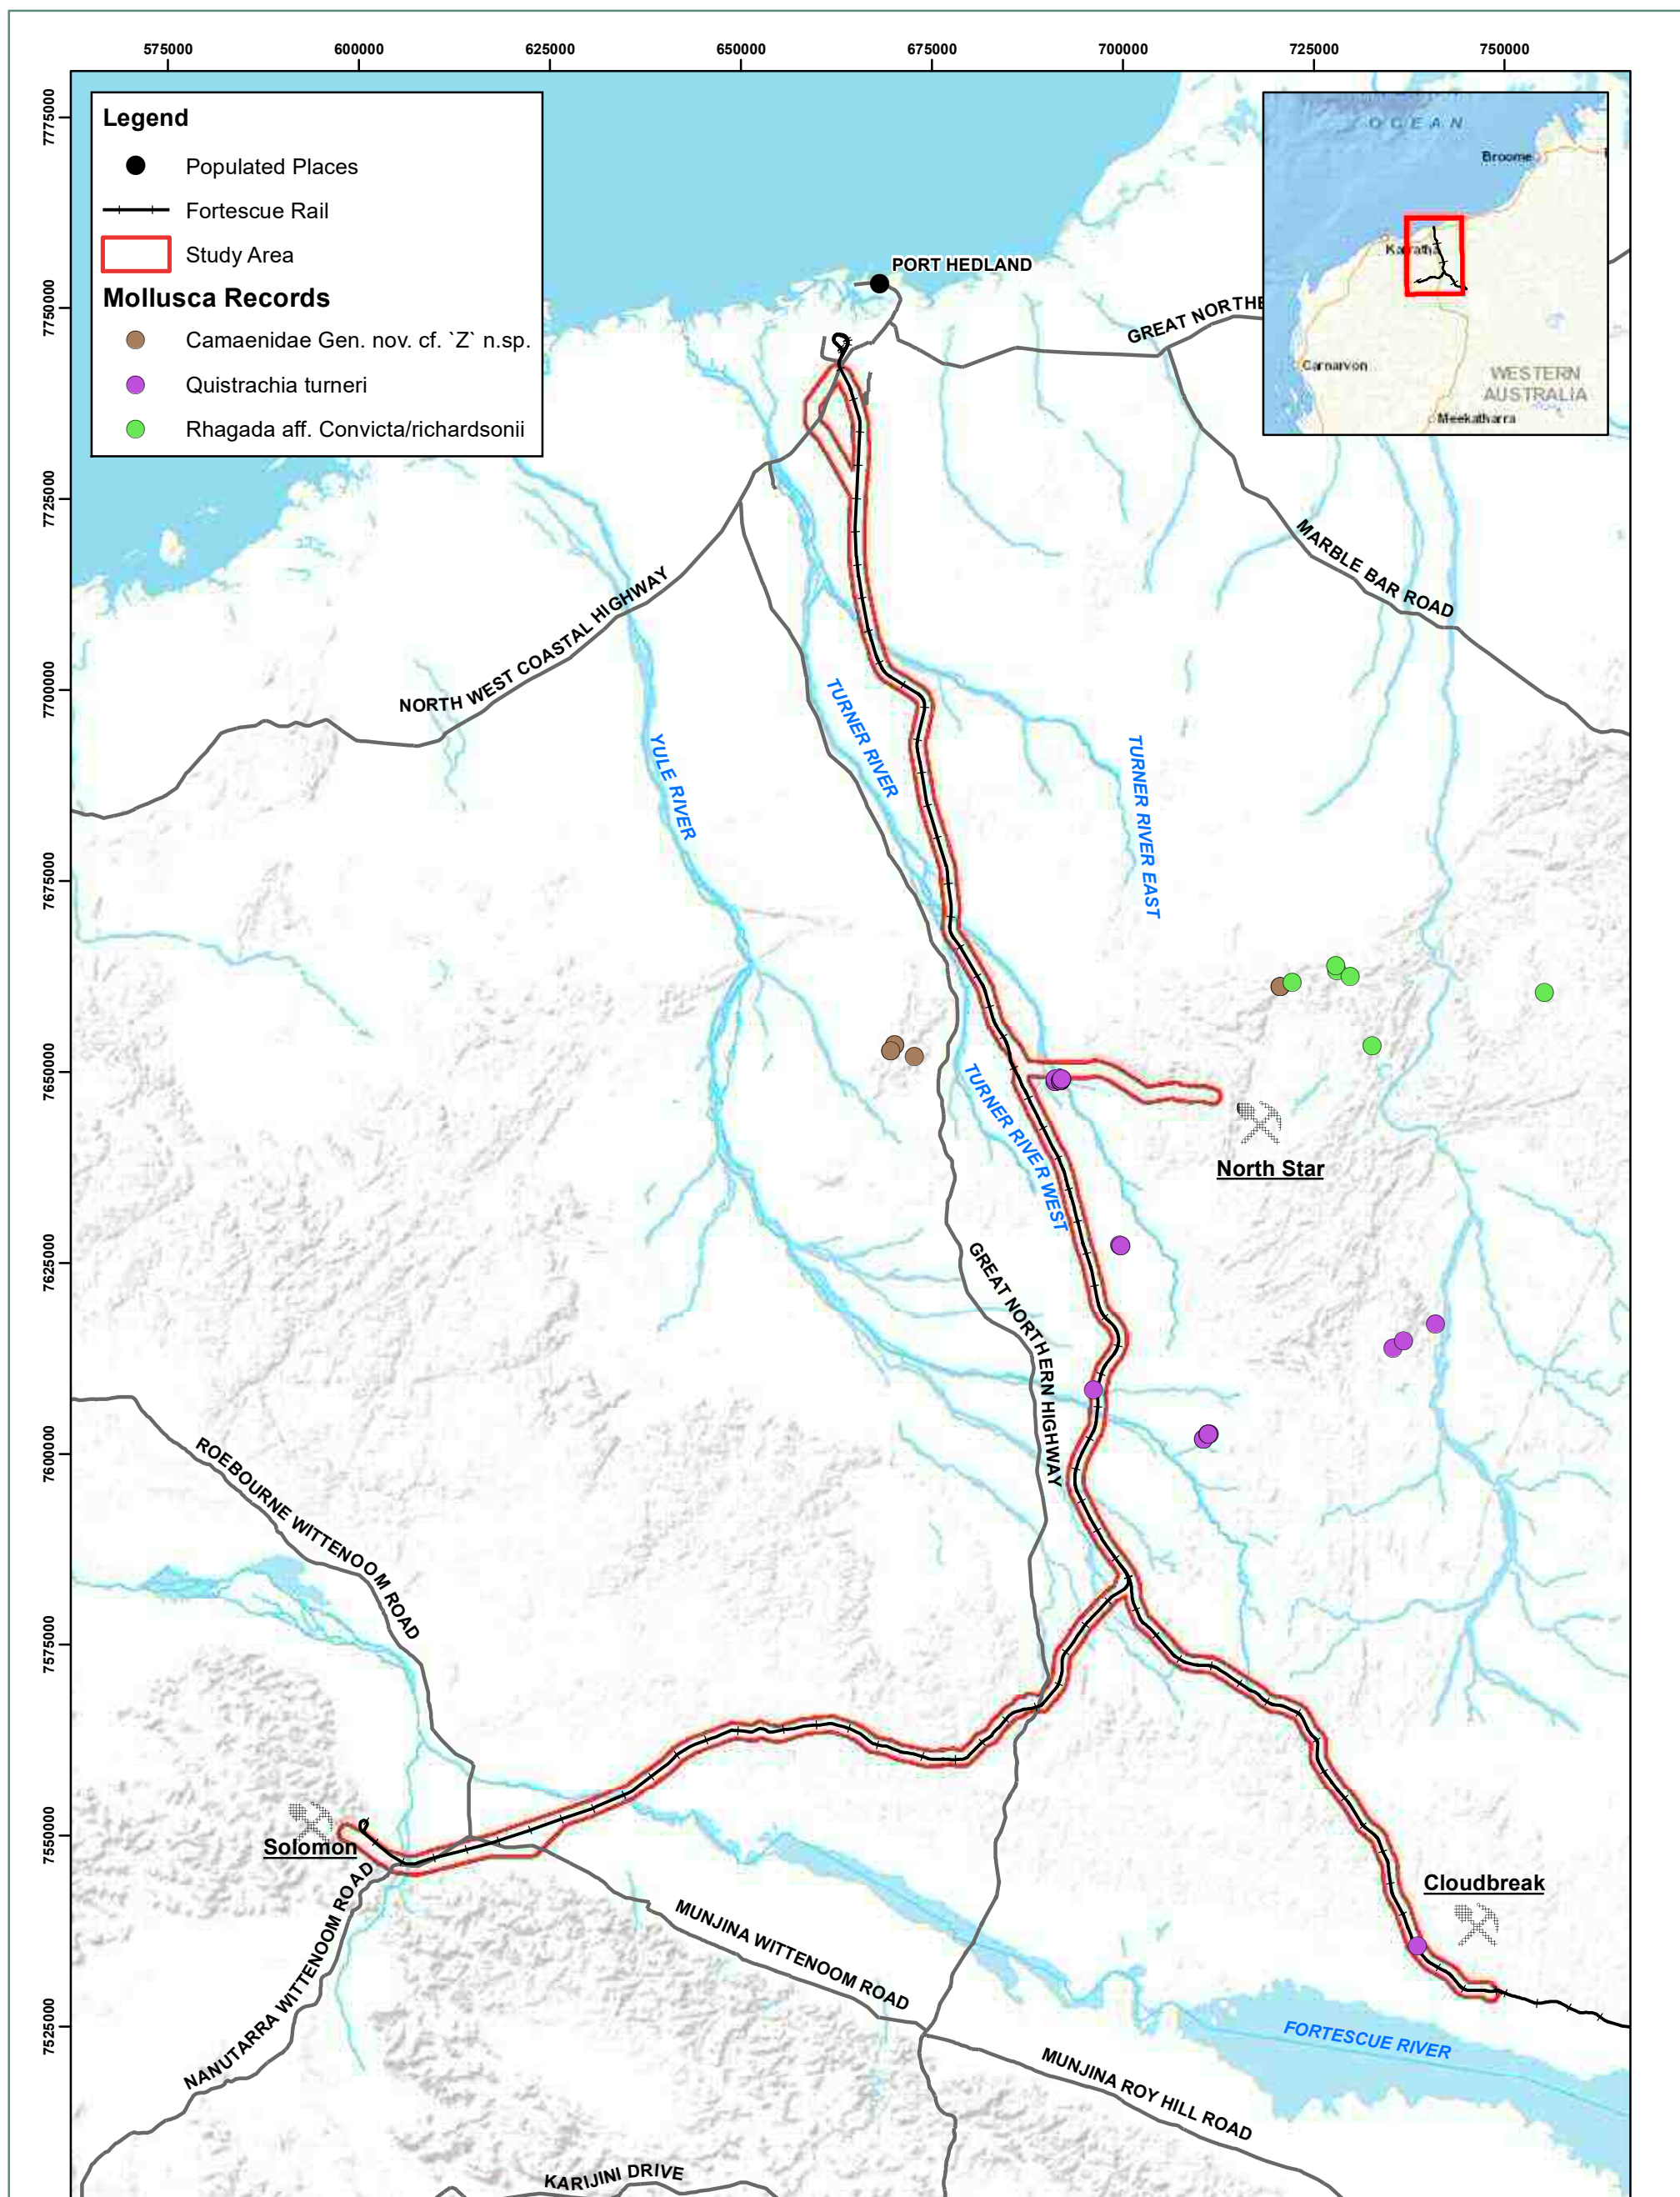 575000 600000 625000 650000 675000 700000 725000 750000
7775000
7750000
7725000
7700000
7675000
7650000
7625000
7600000
7575000
7550000
7525000
Legend
Populated Places
Fortescue Rail
Study Area
Mollusca Records
Camaenidae Gen. nov. cf. `Z` n.sp.
Quistrachia turneri
Rhagada aff. Convicta/richardsonii
OCEAN
Broome
Karratha
Carnarvon
WESTERN
AUSTRALIA
Meekatharra
PORT HEDLAND
GREAT NORTHE
MARBLE BAR ROAD
NORTH WEST COASTAL HIGHWAY
TURNER RIVER
YULE RIVER
TURNER RIVER EAST
TURNER RIVER WEST
North Star
GREAT NORTHERN HIGHWAY
ROEBOURNE WITTENOOM ROAD
Solomon
NANUTARRA WITTENOOM ROAD
MUNJINA WITTENOOM ROAD
Cloudbreak
FORTESCUE RIVER
MUNJINA ROY HILL ROAD
KARIJINI DRIVE